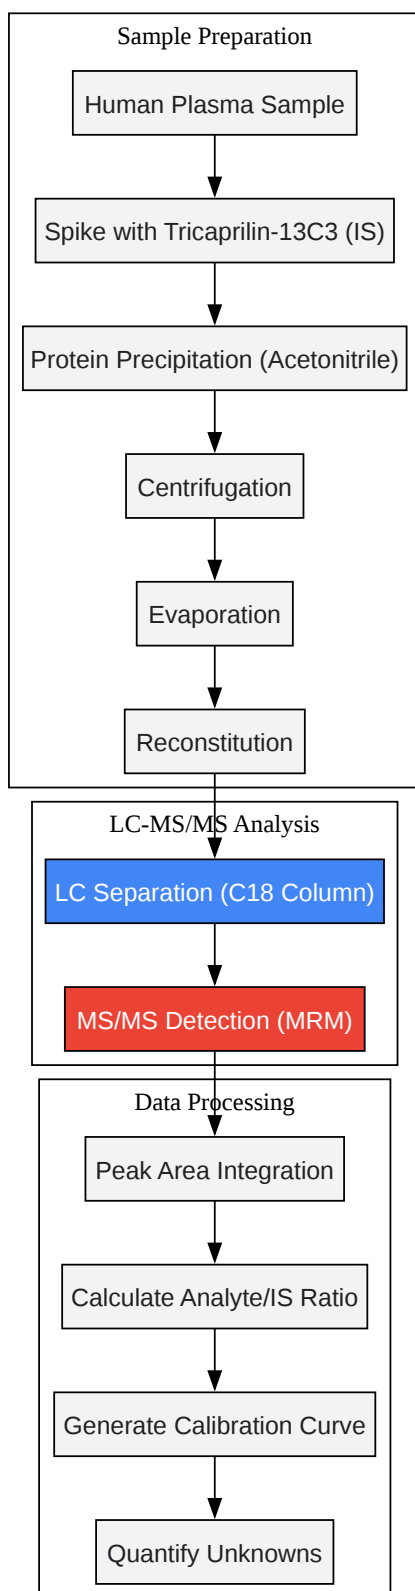 Sample Preparation
Human Plasma Sample
Spike with Tricaprilin-13C3 (IS)
Protein Precipitation (Acetonitrile)
Centrifugation
Evaporation
Reconstitution
LC-MS/MS Analysis
LC Separation (C18 Column)
MS/MS Detection (MRM)
Data Processing
Peak Area Integration
Calculate Analyte/IS Ratio
Generate Calibration Curve
Quantify Unknowns